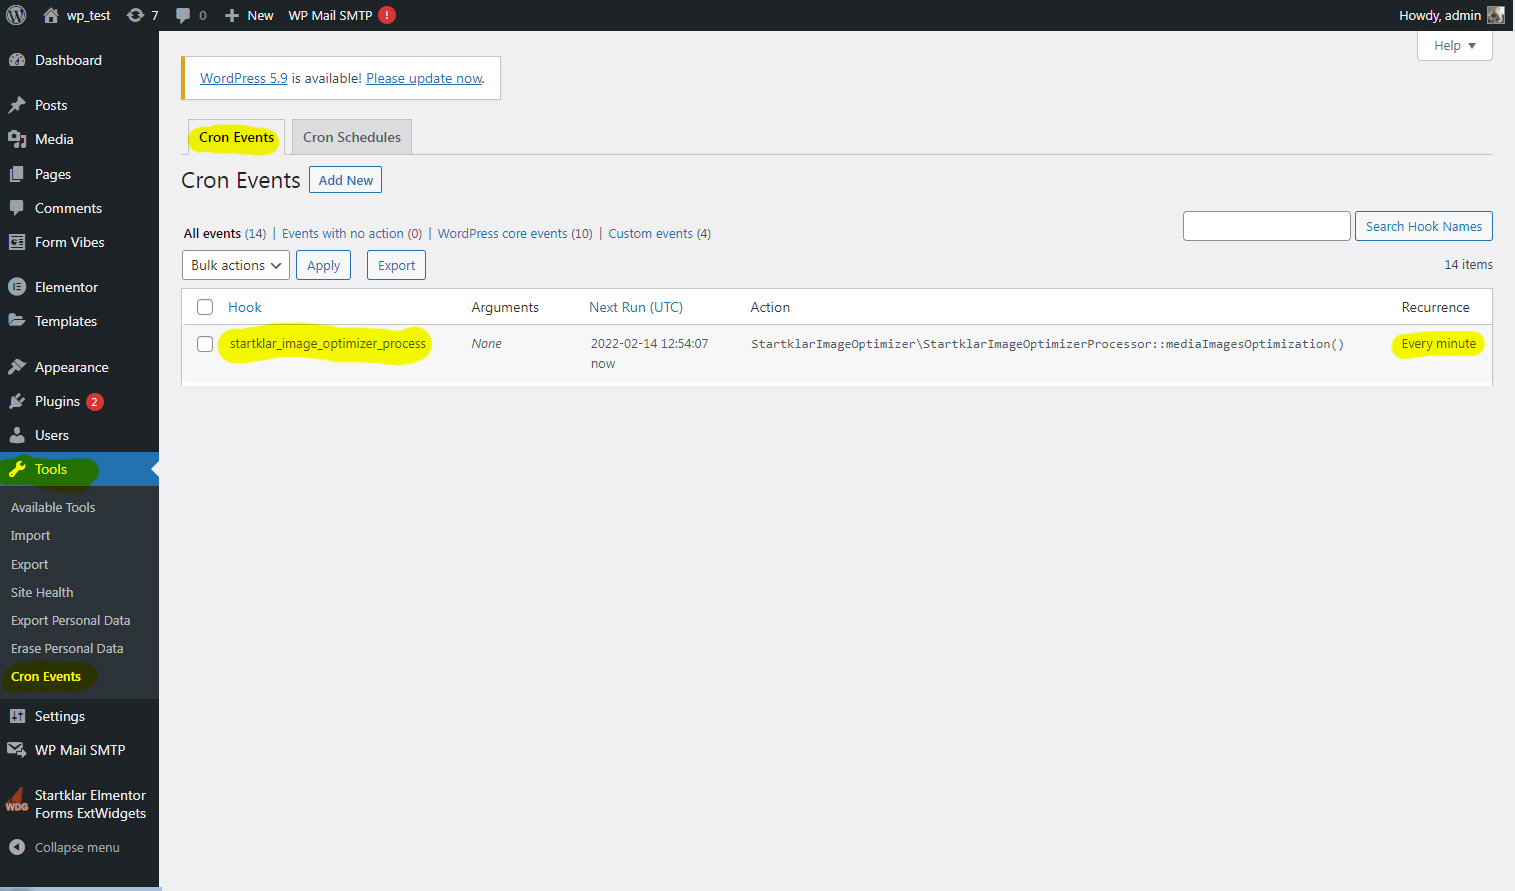 wp_test 7 0 New WP Mail SMTP ! Howdy, admin
Help
Dashboard
Posts
Media
Pages
Comments
Form Vibes
Elementor
Templates
Appearance
Plugins 2
Users
Tools
Available Tools
Import
Export
Site Health
Export Personal Data
Erase Personal Data
Cron Events
Settings
WP Mail SMTP
WDG
Startklar Elmentor
Forms ExtWidgets
Collapse menu
WordPress 5.9 is available! Please update now.
Cron Events Cron Schedules
Cron Events Add New
All events (14) | Events with no action (0) | WordPress core events (10) | Custom events (4)
Search Hook Names
Bulk actions Apply Export
14 items
Hook Arguments Next Run (UTC) Action Recurrence
startklar_image_optimizer_process None 2022-02-14 12:54:07 StartklarImageOptimizer\StartklarImageOptimizerProcessor::mediaImagesOptimization() Every minute
now